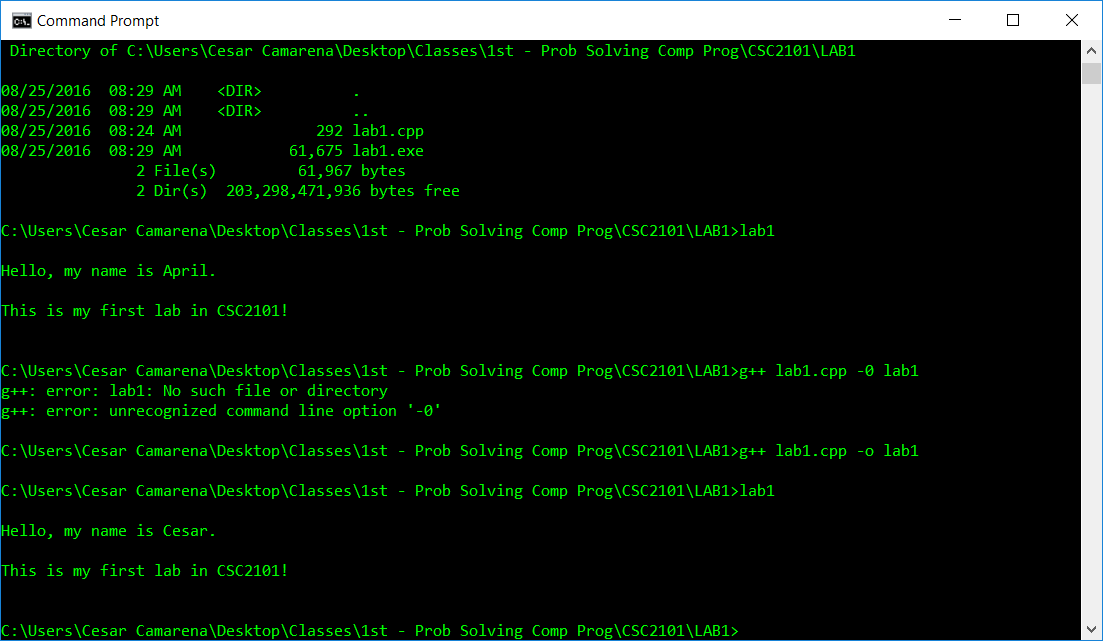 Command Prompt
 Directory of C:\Users\Cesar Camarena\Desktop\Classes\1st - Prob Solving Comp Prog\CSC2101\LAB1
08/25/2016  08:29 AM    <DIR>          .
08/25/2016  08:29 AM    <DIR>          ..
08/25/2016  08:24 AM               292 lab1.cpp
08/25/2016  08:29 AM            61,675 lab1.exe
               2 File(s)         61,967 bytes
               2 Dir(s)  203,298,471,936 bytes free
C:\Users\Cesar Camarena\Desktop\Classes\1st - Prob Solving Comp Prog\CSC2101\LAB1>lab1
Hello, my name is April.
This is my first lab in CSC2101!
C:\Users\Cesar Camarena\Desktop\Classes\1st - Prob Solving Comp Prog\CSC2101\LAB1>g++ lab1.cpp -0 lab1
g++: error: lab1: No such file or directory
g++: error: unrecognized command line option '-0'
C:\Users\Cesar Camarena\Desktop\Classes\1st - Prob Solving Comp Prog\CSC2101\LAB1>g++ lab1.cpp -o lab1
C:\Users\Cesar Camarena\Desktop\Classes\1st - Prob Solving Comp Prog\CSC2101\LAB1>lab1
Hello, my name is Cesar.
This is my first lab in CSC2101!
C:\Users\Cesar Camarena\Desktop\Classes\1st - Prob Solving Comp Prog\CSC2101\LAB1>